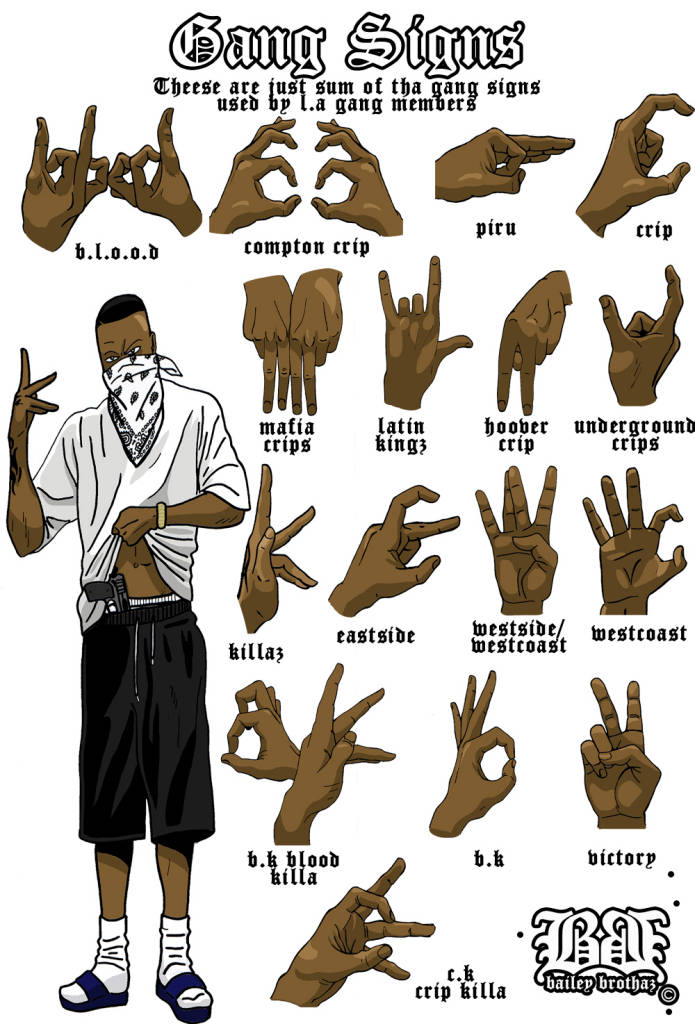 Gang Signs
Theese are just sum of tha gang signs
used by l.a gang members
b.l.o.o.d
compton crip
piru
crip
mafia
crips
latin
kingz
hoover
crip
underground
crips
killaz
eastside
westside/
westcoast
westcoast
b.k blood
killa
b.k
victory
c.k
crip killa
BB
bailey brothaz
©